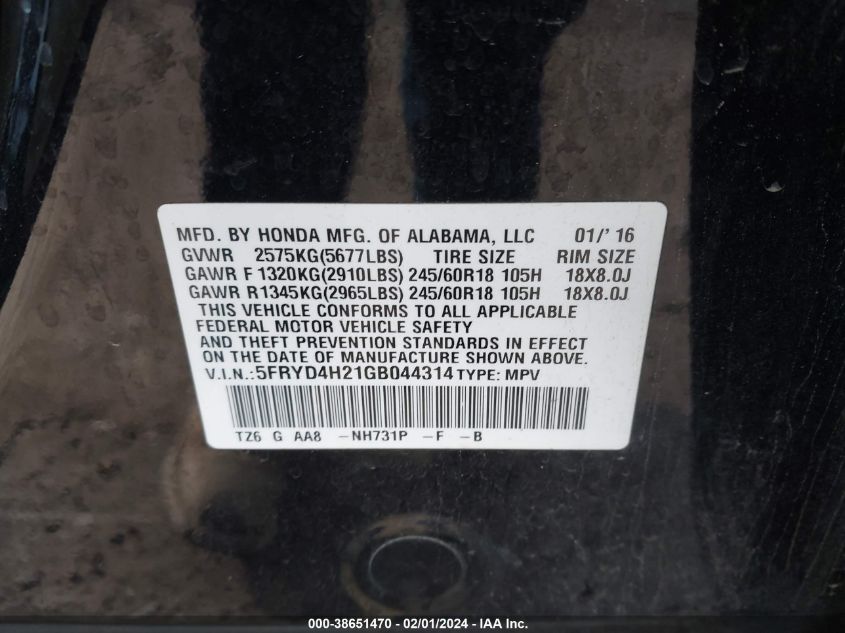 MFD. BY HONDA MFG. OF ALABAMA, LLC 01/' 16
GVWR 2575KG(5677LBS) TIRE SIZE RIM SIZE
GAWR F 1320KG(2910LBS) 245/60R18 105H 18X8.0J
GAWR R1345KG(2965LBS) 245/60R18 105H 18X8.0J
THIS VEHICLE CONFORMS TO ALL APPLICABLE
FEDERAL MOTOR VEHICLE SAFETY
AND THEFT PREVENTION STANDARDS IN EFFECT
ON THE DATE OF MANUFACTURE SHOWN ABOVE.
V.I.N.:5FRYD4H21GB044314 TYPE: MPV
TZ6 G AA8 -NH731P -F -B
000-38651470 - 02/01/2024 - IAA Inc.